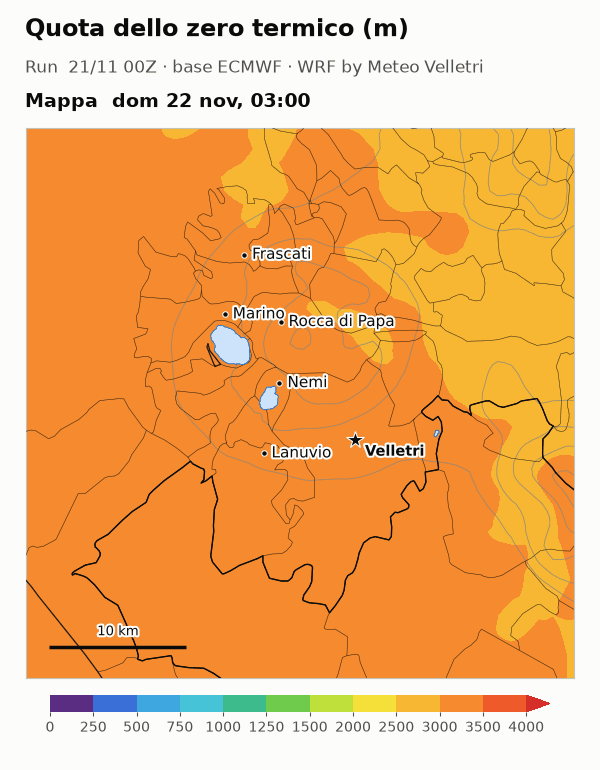 Quota dello zero termico (m)
Run 21/11 00Z · base ECMWF · WRF by Meteo Velletri
Mappa dom 22 nov, 03:00
Frascati
Marino
Rocca di Papa
Nemi
Velletri
Lanuvio
10 km
0 250 500 750 1000 1250 1500 2000 2500 3000 3500 4000